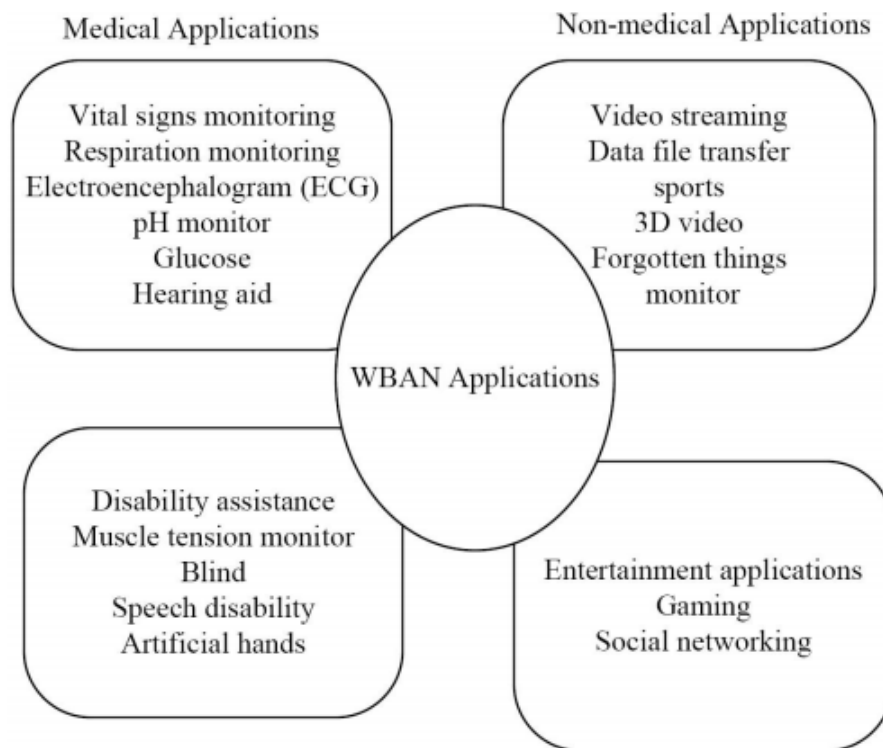 Medical Applications
Vital signs monitoring
Respiration monitoring
Electroencephalogram (ECG)
pH monitor
Glucose
Hearing aid
Non-medical Applications
Video streaming
Data file transfer
sports
3D video
Forgotten things
monitor
WBAN Applications
Disability assistance
Muscle tension monitor
Blind
Speech disability
Artificial hands
Entertainment applications
Gaming
Social networking